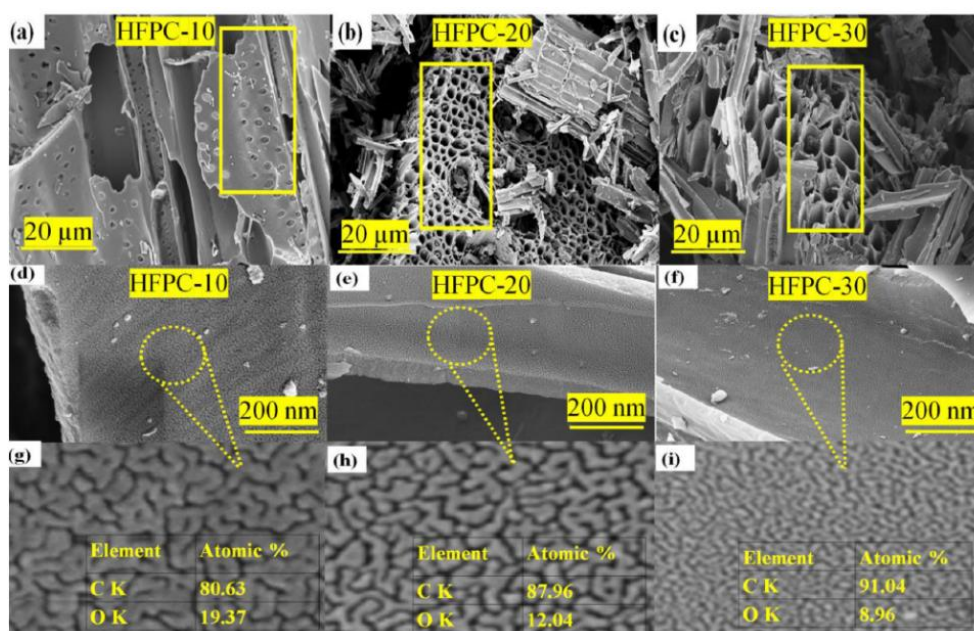 (a) HFPC-10
20 μm
(b) HFPC-20
20 μm
(c) HFPC-30
20 μm
(d) HFPC-10
200 nm
(e) HFPC-20
200 nm
(f) HFPC-30
200 nm
(g)
Element Atomic %
C K 80.63
O K 19.37
(h)
Element Atomic %
C K 87.96
O K 12.04
(i)
Element Atomic %
C K 91.04
O K 8.96